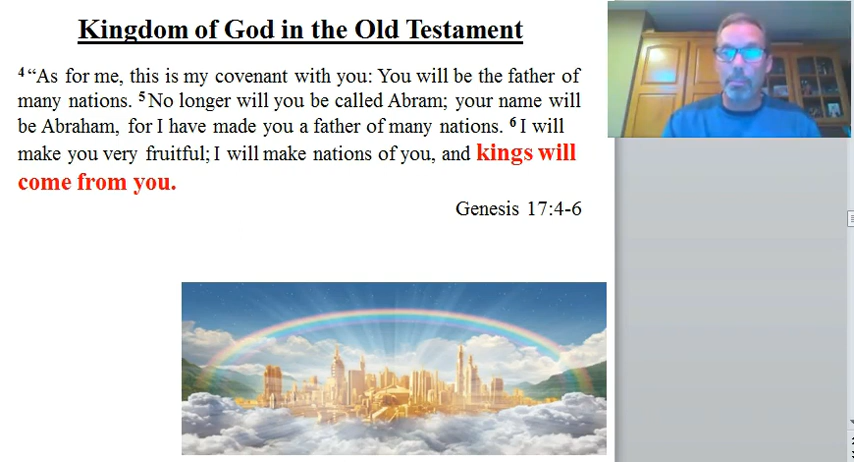 Kingdom of God in the Old Testament
4 “As for me, this is my covenant with you: You will be the father of
many nations. 5 No longer will you be called Abram; your name will
be Abraham, for I have made you a father of many nations. 6 I will
make you very fruitful; I will make nations of you, and kings will
come from you.
Genesis 17:4-6